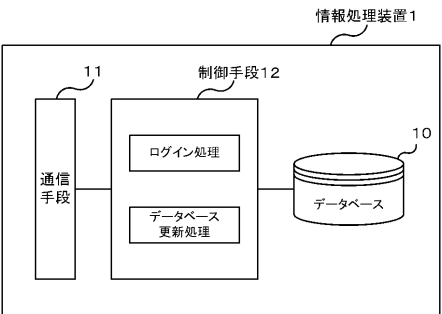 情報処理装置1
11
制御手段12
10
ログイン処理
通信
手段
データベース
データベース
更新処理